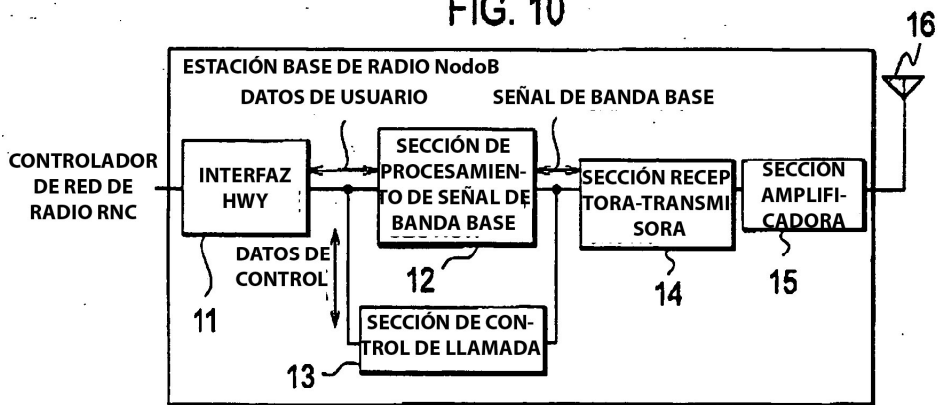 FIG. 10
16
ESTACIÓN BASE DE RADIO NodoB
DATOS DE USUARIO
SEÑAL DE BANDA BASE
CONTROLADOR
DE RED DE
RADIO RNC
INTERFAZ
HWY
SECCIÓN DE
PROCESAMIEN-
TO DE SEÑAL DE
BANDA BASE
SECCIÓN RECEP
TORA-TRANSMI
SORA
SECCIÓN
AMPLIFI-
CADORA
DATOS DE
CONTROL
11
12
14
15
SECCIÓN DE CON-
TROL DE LLAMADA
13